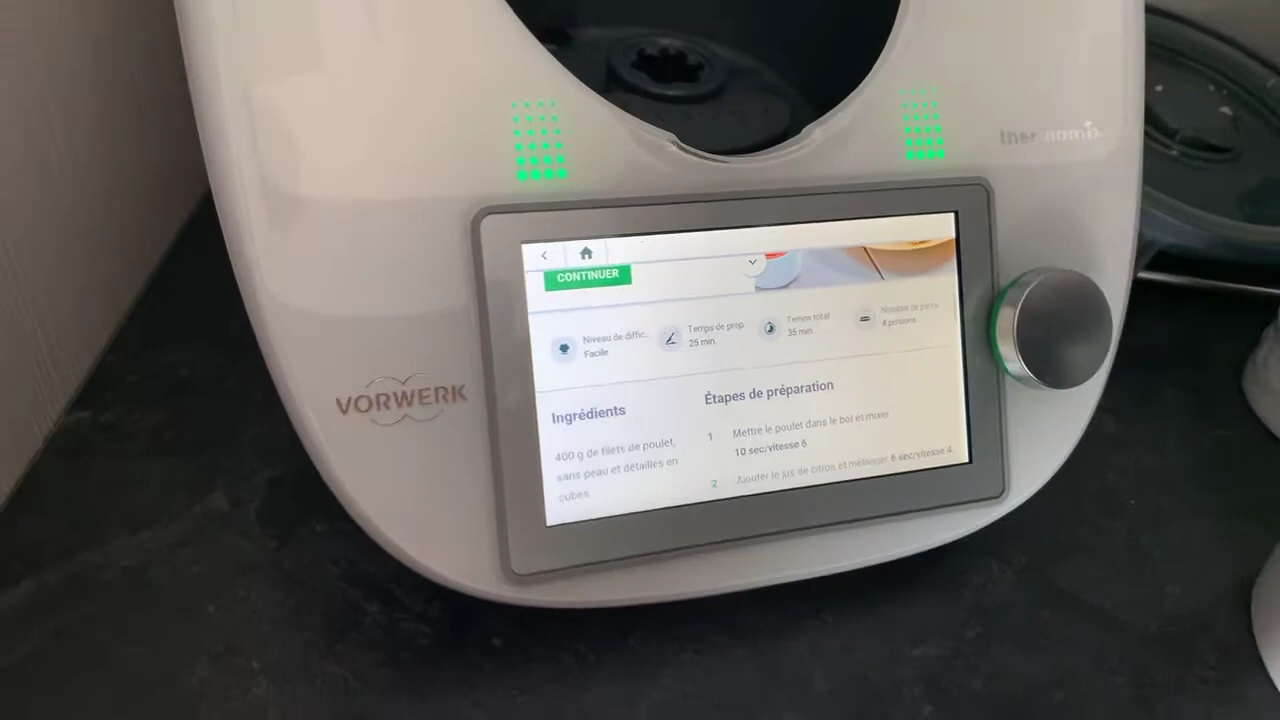 thermomix
CONTINUER
Niveau de diffic.
Facile
Temps de prép
25 min.
Temps total
35 min
Nombre de portio
4 portions
VORWERK
Ingrédients
400 g de filets de poulet,
sans peau et détaillés en
cubes
Étapes de préparation
1 Mettre le poulet dans le bol et mixer
10 sec/vitesse 6.
2 Ajouter le jus de citron et mélanger 6 sec/vitesse 4.